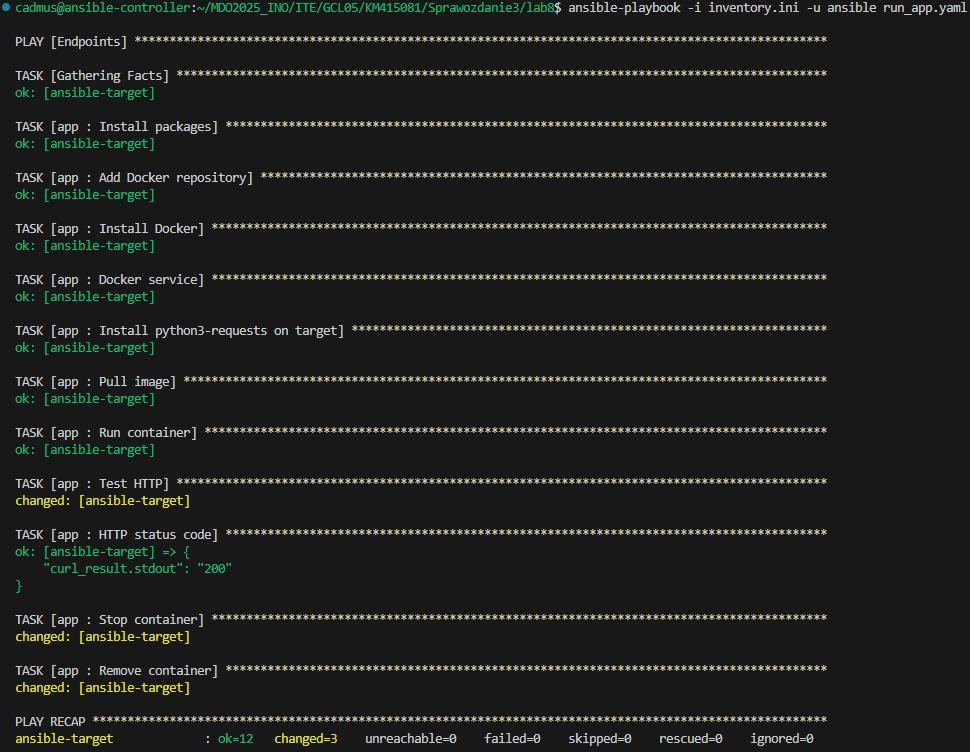 cadmus@ansible-controller:~/MDO2025_INO/ITE/GCL05/KM415081/Sprawozdanie3/lab8$ ansible-playbook -i inventory.ini -u ansible run_app.yaml
PLAY [Endpoints] ***************************************************************************************************
TASK [Gathering Facts] *********************************************************************************************
ok: [ansible-target]
TASK [app : Install packages] **************************************************************************************
ok: [ansible-target]
TASK [app : Add Docker repository] *********************************************************************************
ok: [ansible-target]
TASK [app : Install Docker] ****************************************************************************************
ok: [ansible-target]
TASK [app : Docker service] ****************************************************************************************
ok: [ansible-target]
TASK [app : Install python3-requests on target] ********************************************************************
ok: [ansible-target]
TASK [app : Pull image] ********************************************************************************************
ok: [ansible-target]
TASK [app : Run container] *****************************************************************************************
ok: [ansible-target]
TASK [app : Test HTTP] *********************************************************************************************
changed: [ansible-target]
TASK [app : HTTP status code] **************************************************************************************
ok: [ansible-target] => {
    "curl_result.stdout": "200"
}
TASK [app : Stop container] ****************************************************************************************
changed: [ansible-target]
TASK [app : Remove container] **************************************************************************************
changed: [ansible-target]
PLAY RECAP *********************************************************************************************************
ansible-target             : ok=12   changed=3    unreachable=0    failed=0    skipped=0    rescued=0    ignored=0